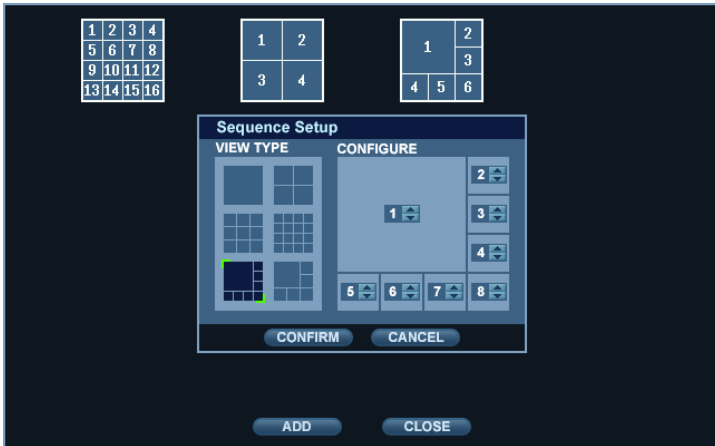 1 2 3 4
5 6 7 8
9 10 11 12
13 14 15 16
1 2
3 4
1 2
3
4 5 6
Sequence Setup
VIEW TYPE
CONFIGURE
1
2
3
4
5 6 7 8
CONFIRM CANCEL
ADD CLOSE